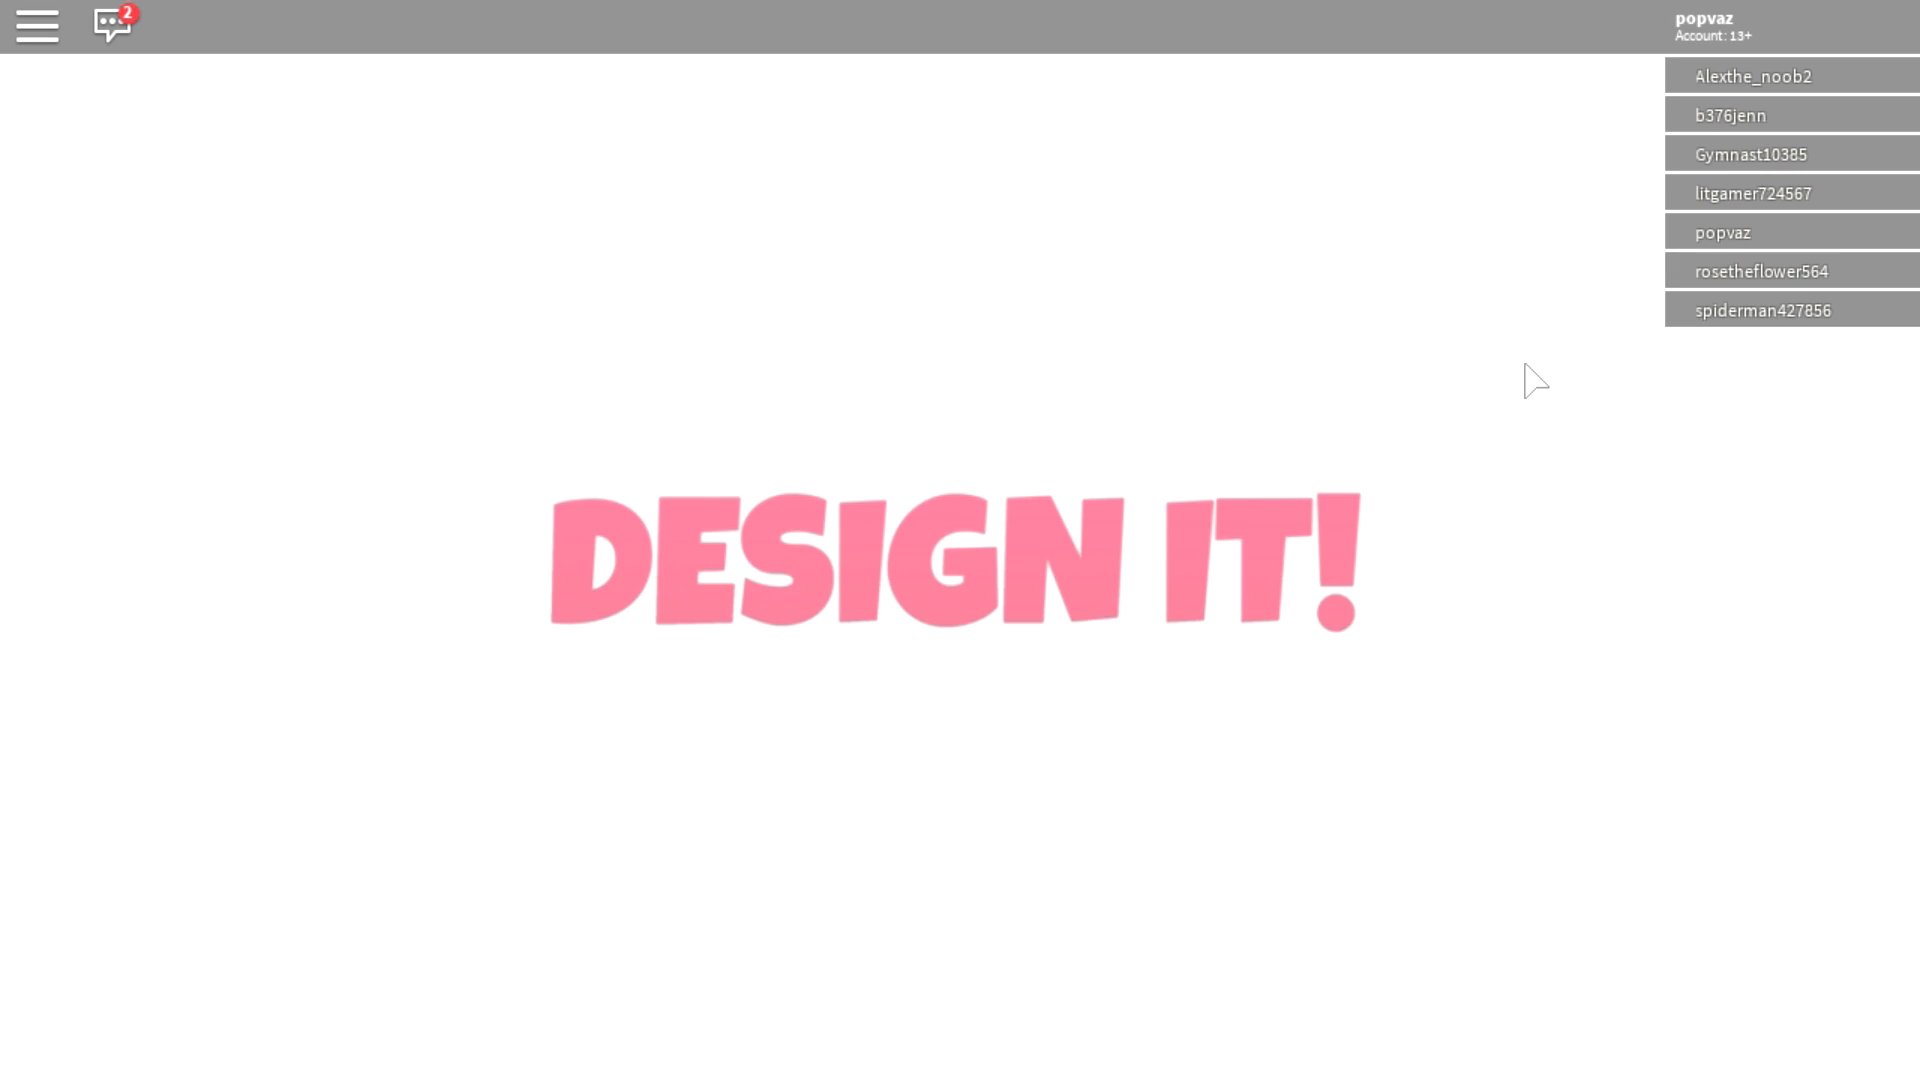 2
popvaz
Account: 13+
Alexthe_noob2
b376jenn
Gymnast10385
litgamer724567
popvaz
rosetheflower564
spiderman427856
DESIGN IT!